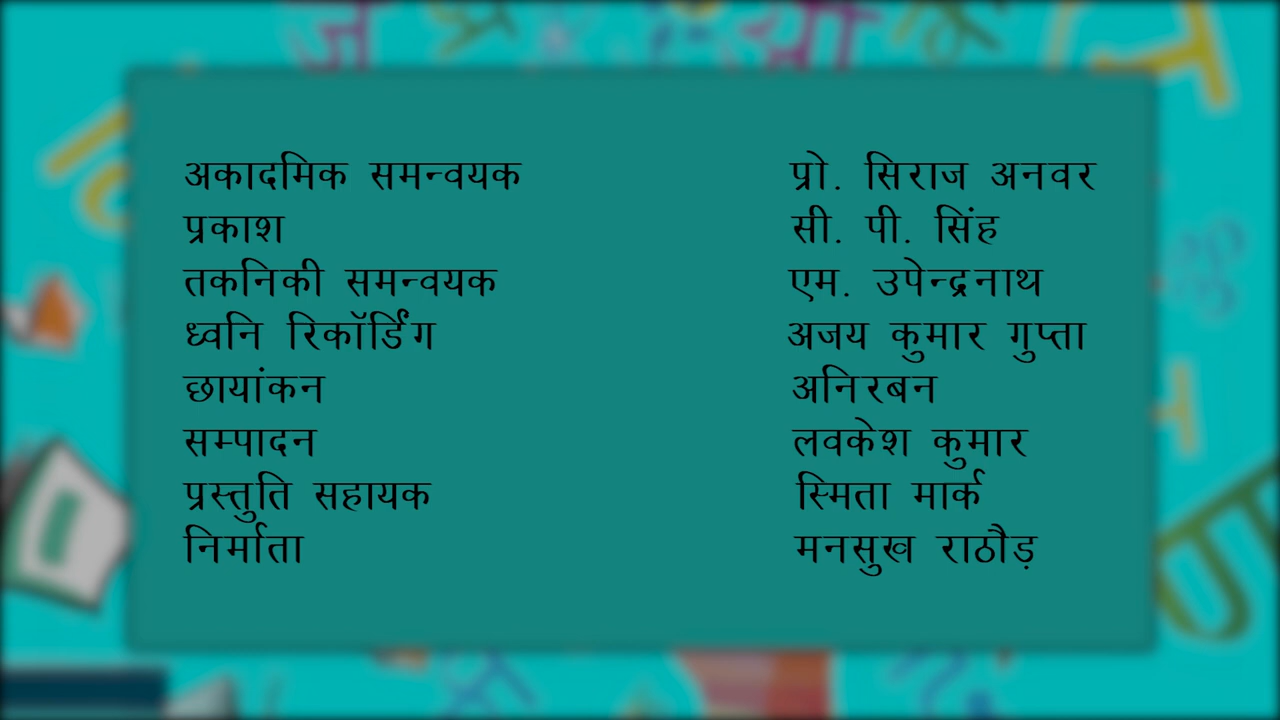 अकादमिक समन्वयक प्रो. सिराज अनवर
प्रकाश सी. पी. सिंह
तकनिकी समन्वयक एम. उपेन्द्रनाथ
ध्वनि रिकॉर्डिंग अजय कुमार गुप्ता
छायांकन अनिरबन
सम्पादन लवकेश कुमार
प्रस्तुति सहायक स्मिता मार्क
निर्माता मनसुख राठौड़